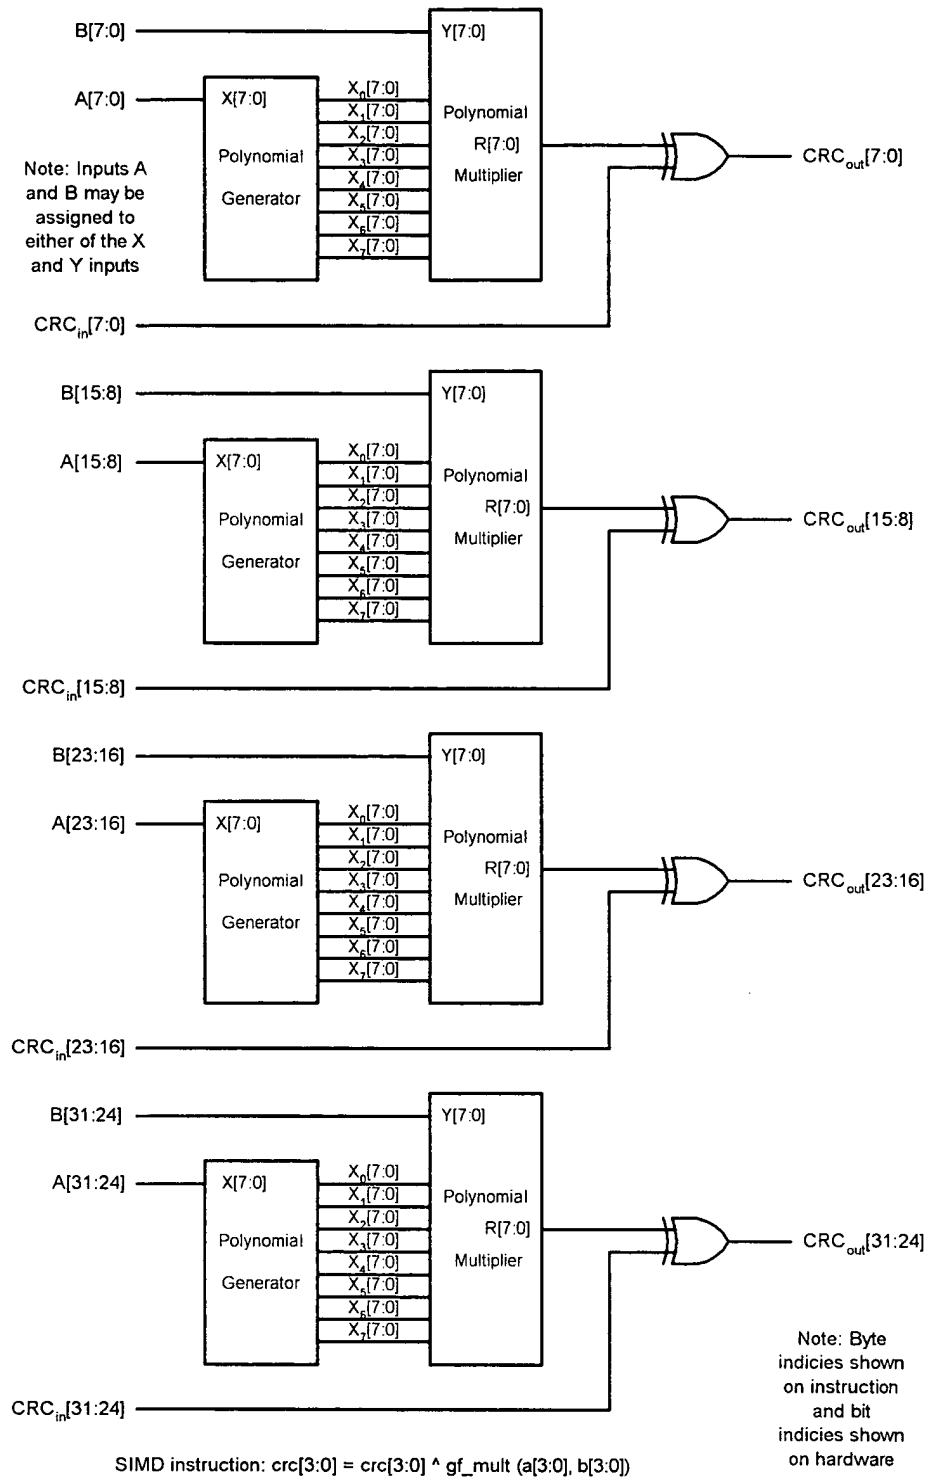 B[7:0]
Y[7:0]
A[7:0]
X[7:0]
X0[7:0]
X1[7:0]
X2[7:0]
X3[7:0]
X4[7:0]
X5[7:0]
X6[7:0]
X7[7:0]
Polynomial
Generator
Polynomial
R[7:0]
Multiplier
CRCout[7:0]
Note: Inputs A
and B may be
assigned to
either of the X
and Y inputs
CRCin[7:0]
B[15:8]
Y[7:0]
A[15:8]
X[7:0]
X0[7:0]
X1[7:0]
X2[7:0]
X3[7:0]
X4[7:0]
X5[7:0]
X6[7:0]
X7[7:0]
Polynomial
Generator
Polynomial
R[7:0]
Multiplier
CRCout[15:8]
CRCin[15:8]
B[23:16]
Y[7:0]
A[23:16]
X[7:0]
X0[7:0]
X1[7:0]
X2[7:0]
X3[7:0]
X4[7:0]
X5[7:0]
X6[7:0]
X7[7:0]
Polynomial
Generator
Polynomial
R[7:0]
Multiplier
CRCout[23:16]
CRCin[23:16]
B[31:24]
Y[7:0]
A[31:24]
X[7:0]
X0[7:0]
X1[7:0]
X2[7:0]
X3[7:0]
X4[7:0]
X5[7:0]
X6[7:0]
X7[7:0]
Polynomial
Generator
Polynomial
R[7:0]
Multiplier
CRCout[31:24]
CRCin[31:24]
Note: Byte
indicies shown
on instruction
and bit
indicies shown
on hardware
SIMD instruction: crc[3:0] = crc[3:0] ^ gf_mult (a[3:0], b[3:0])